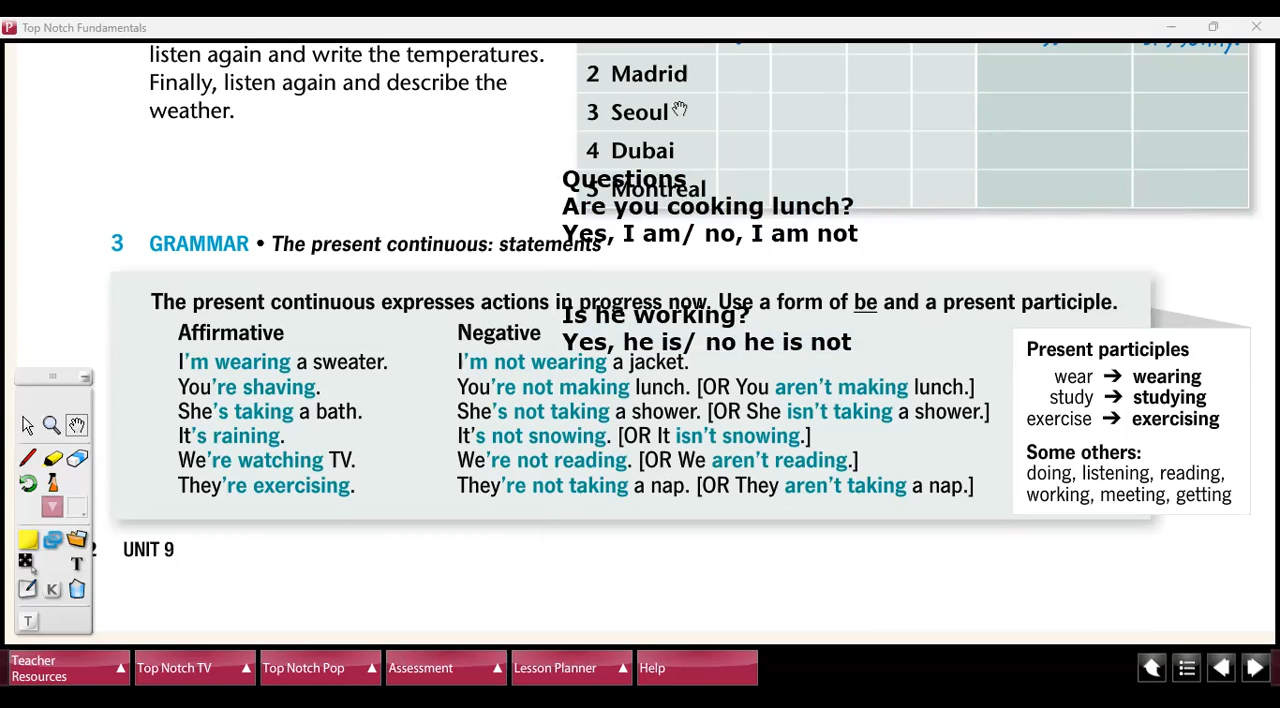 Top Notch Fundamentals
listen again and write the temperatures.
Finally, listen again and describe the
weather.
2 Madrid
3 Seoul
4 Dubai
5 Montreal
Questions
Are you cooking lunch?
Yes, I am/ no, I am not
3 GRAMMAR • The present continuous: statements
The present continuous expresses actions in progress now. Use a form of be and a present participle.
Is he working?
Yes, he is/ no he is not
Affirmative
I'm wearing a sweater.
You're shaving.
She's taking a bath.
It's raining.
We're watching TV.
They're exercising.
Negative
I'm not wearing a jacket.
You're not making lunch. [OR You aren't making lunch.]
She's not taking a shower. [OR She isn't taking a shower.]
It's not snowing. [OR It isn't snowing.]
We're not reading. [OR We aren't reading.]
They're not taking a nap. [OR They aren't taking a nap.]
Present participles
wear → wearing
study → studying
exercise → exercising
Some others:
doing, listening, reading,
working, meeting, getting
2 UNIT 9
T
K
T
Teacher
Resources
Top Notch TV
Top Notch Pop
Assessment
Lesson Planner
Help